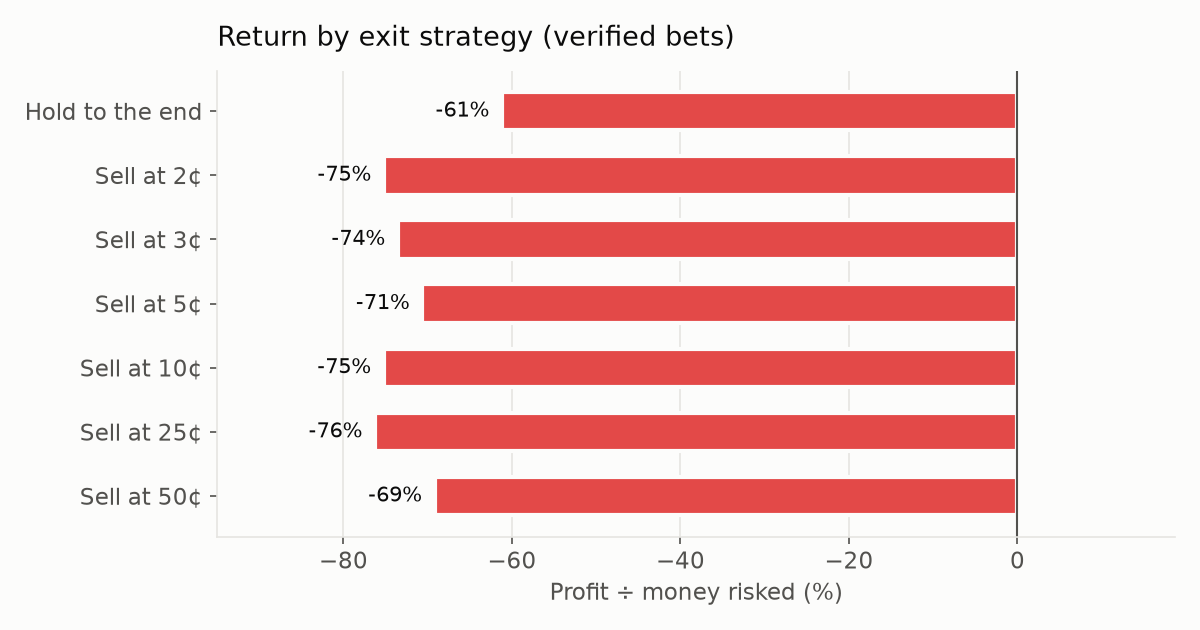 Return by exit strategy (verified bets)
Hold to the end
-61%
Sell at 2¢
-75%
Sell at 3¢
-74%
Sell at 5¢
-71%
Sell at 10¢
-75%
Sell at 25¢
-76%
Sell at 50¢
-69%
−80 −60 −40 −20 0
Profit ÷ money risked (%)